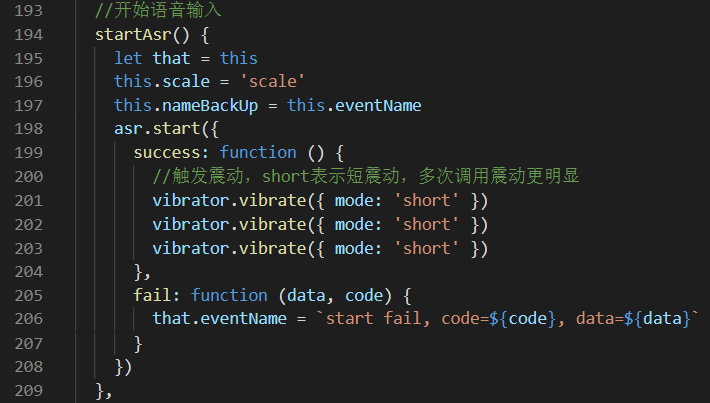 193 //开始语音输入
194 startAsr() {
195 let that = this
196 this.scale = 'scale'
197 this.nameBackUp = this.eventName
198 asr.start({
199 success: function () {
200 //触发震动，short表示短震动，多次调用震动更明显
201 vibrator.vibrate({ mode: 'short' })
202 vibrator.vibrate({ mode: 'short' })
203 vibrator.vibrate({ mode: 'short' })
204 },
205 fail: function (data, code) {
206 that.eventName = `start fail, code=${code}, data=${data}`
207 }
208 })
209 },